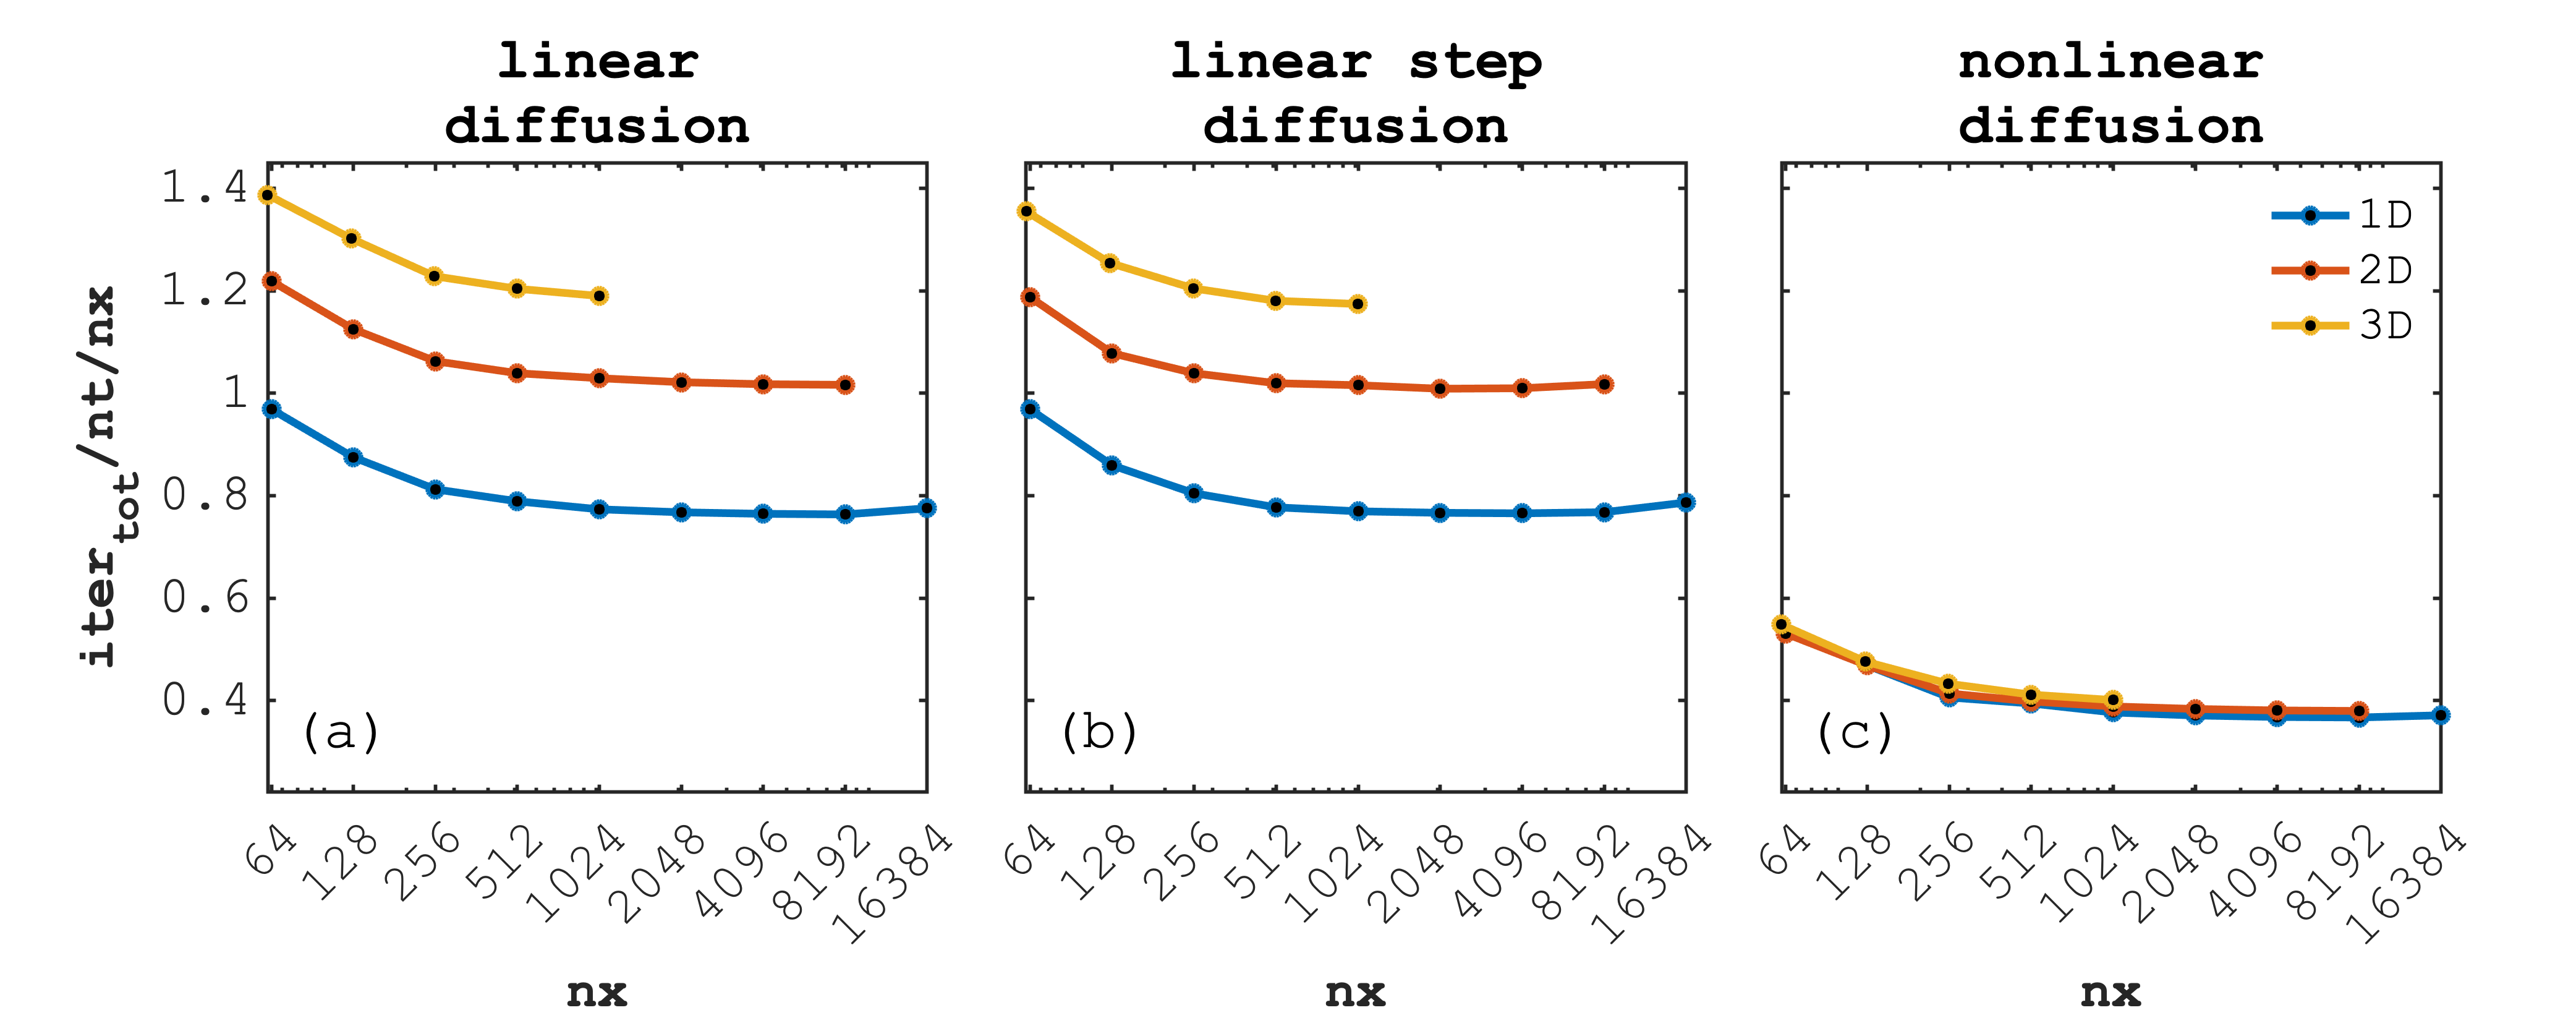 linear
diffusion
linear step
diffusion
nonlinear
diffusion
iter_tot/nt/nx
1.4
1.2
1
0.8
0.6
0.4
(a)
(b)
(c)
1D
2D
3D
64 128 256 512 1024 2048 4096 8192 16384
64 128 256 512 1024 2048 4096 8192 16384
64 128 256 512 1024 2048 4096 8192 16384
nx
nx
nx